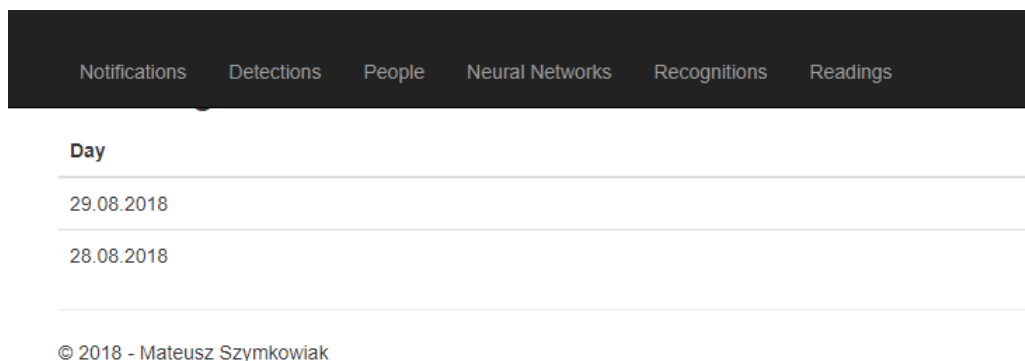 Notifications Detections People Neural Networks Recognitions Readings
Day
29.08.2018
28.08.2018
© 2018 - Mateusz Szymkowiak